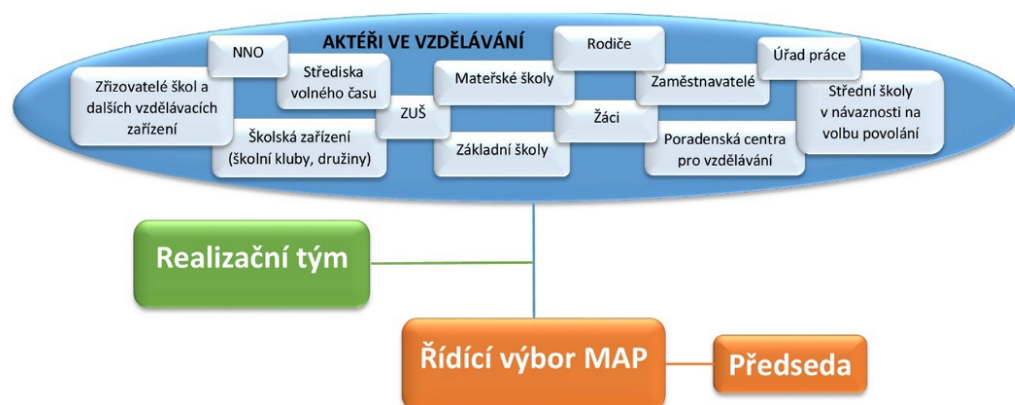 AKTÉŘI VE VZDĚLÁVÁNÍ
NNO
Rodiče
Úřad práce
Zřizovatelé škol a
dalších vzdělávacích
zařízení
Střediska
volného času
Mateřské školy
Zaměstnavatelé
Střední školy
v návaznosti na
volbu povolání
ZUŠ
Žáci
Školská zařízení
(školní kluby, družiny)
Základní školy
Poradenská centra
pro vzdělávání
Realizační tým
Řídící výbor MAP
Předseda